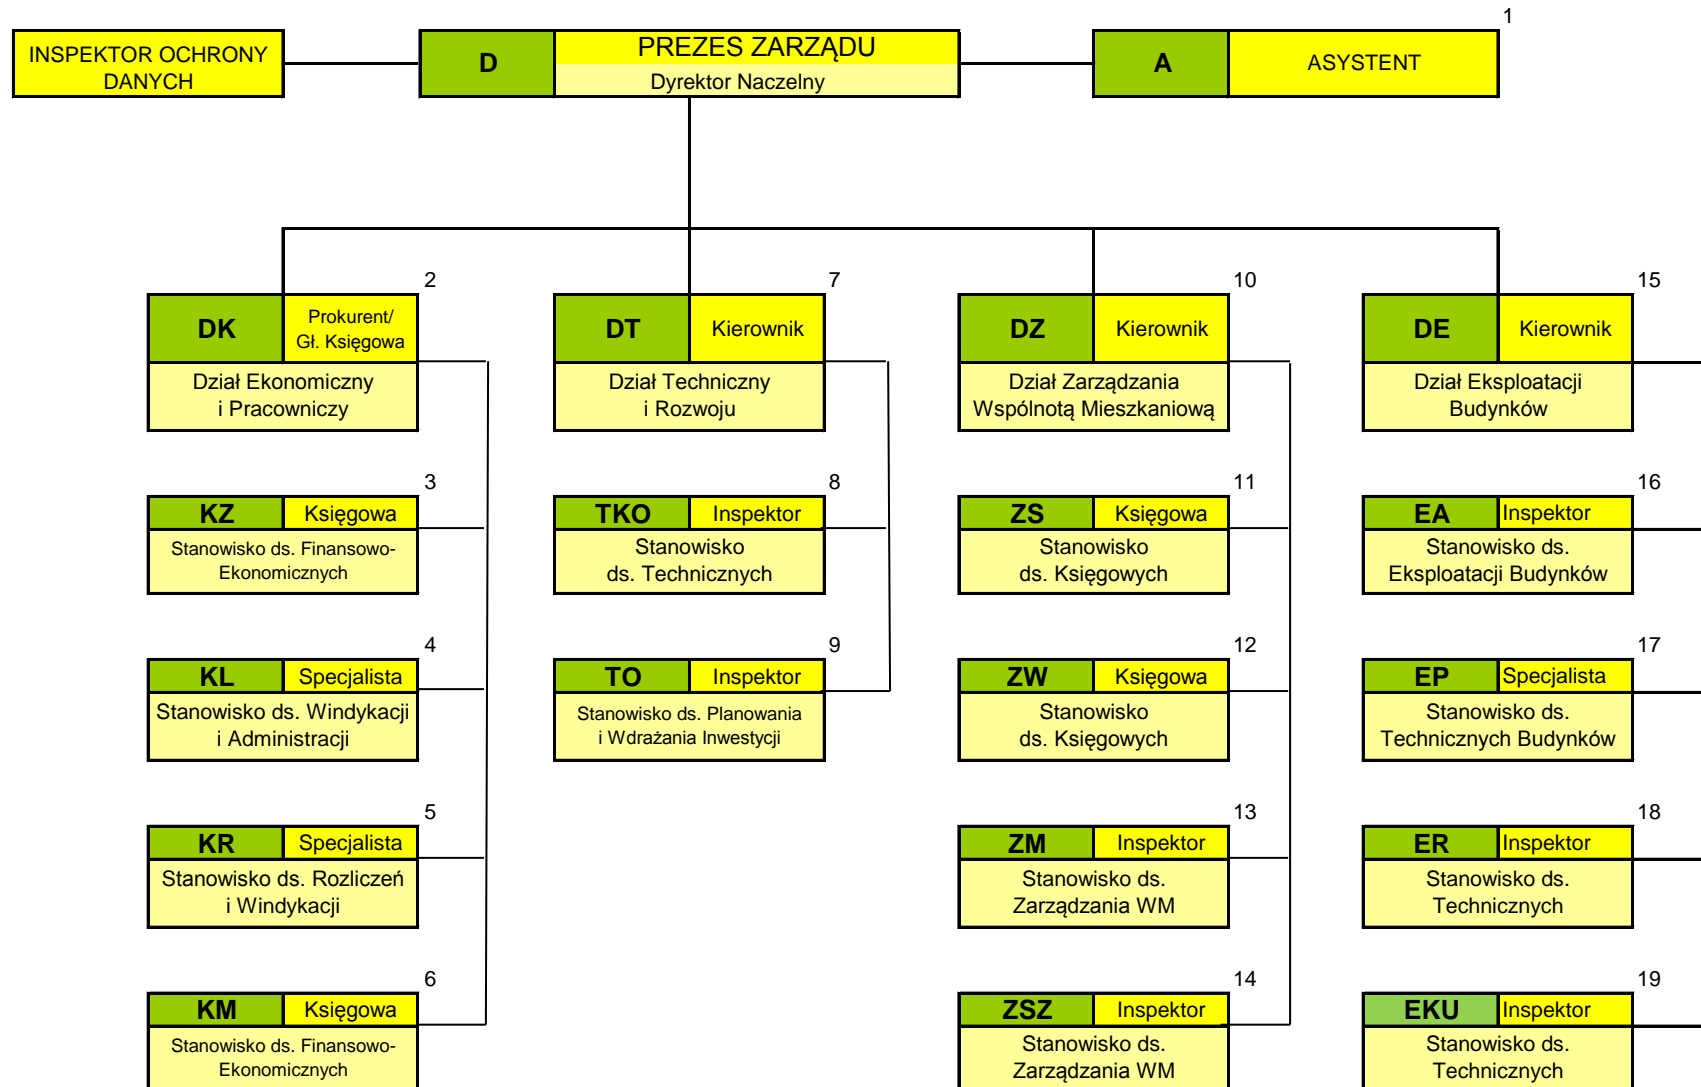 1
INSPEKTOR OCHRONY
DANYCH
D
PREZES ZARZĄDU
Dyrektor Naczelny
A
ASYSTENT
2
DK
Prokurent/
Gł. Księgowa
Dział Ekonomiczny
i Pracowniczy
7
DT
Kierownik
Dział Techniczny
i Rozwoju
10
DZ
Kierownik
Dział Zarządzania
Wspólnotą Mieszkaniową
15
DE
Kierownik
Dział Eksploatacji
Budynków
3
KZ
Księgowa
Stanowisko ds. Finansowo-
Ekonomicznych
8
TKO
Inspektor
Stanowisko
ds. Technicznych
11
ZS
Księgowa
Stanowisko
ds. Księgowych
16
EA
Inspektor
Stanowisko ds.
Eksploatacji Budynków
4
KL
Specjalista
Stanowisko ds. Windykacji
i Administracji
9
TO
Inspektor
Stanowisko ds. Planowania
i Wdrażania Inwestycji
12
ZW
Księgowa
Stanowisko
ds. Księgowych
17
EP
Specjalista
Stanowisko ds.
Technicznych Budynków
5
KR
Specjalista
Stanowisko ds. Rozliczeń
i Windykacji
13
ZM
Inspektor
Stanowisko ds.
Zarządzania WM
18
ER
Inspektor
Stanowisko ds.
Technicznych
6
KM
Księgowa
Stanowisko ds. Finansowo-
Ekonomicznych
14
ZSZ
Inspektor
Stanowisko ds.
Zarządzania WM
19
EKU
Inspektor
Stanowisko ds.
Technicznych